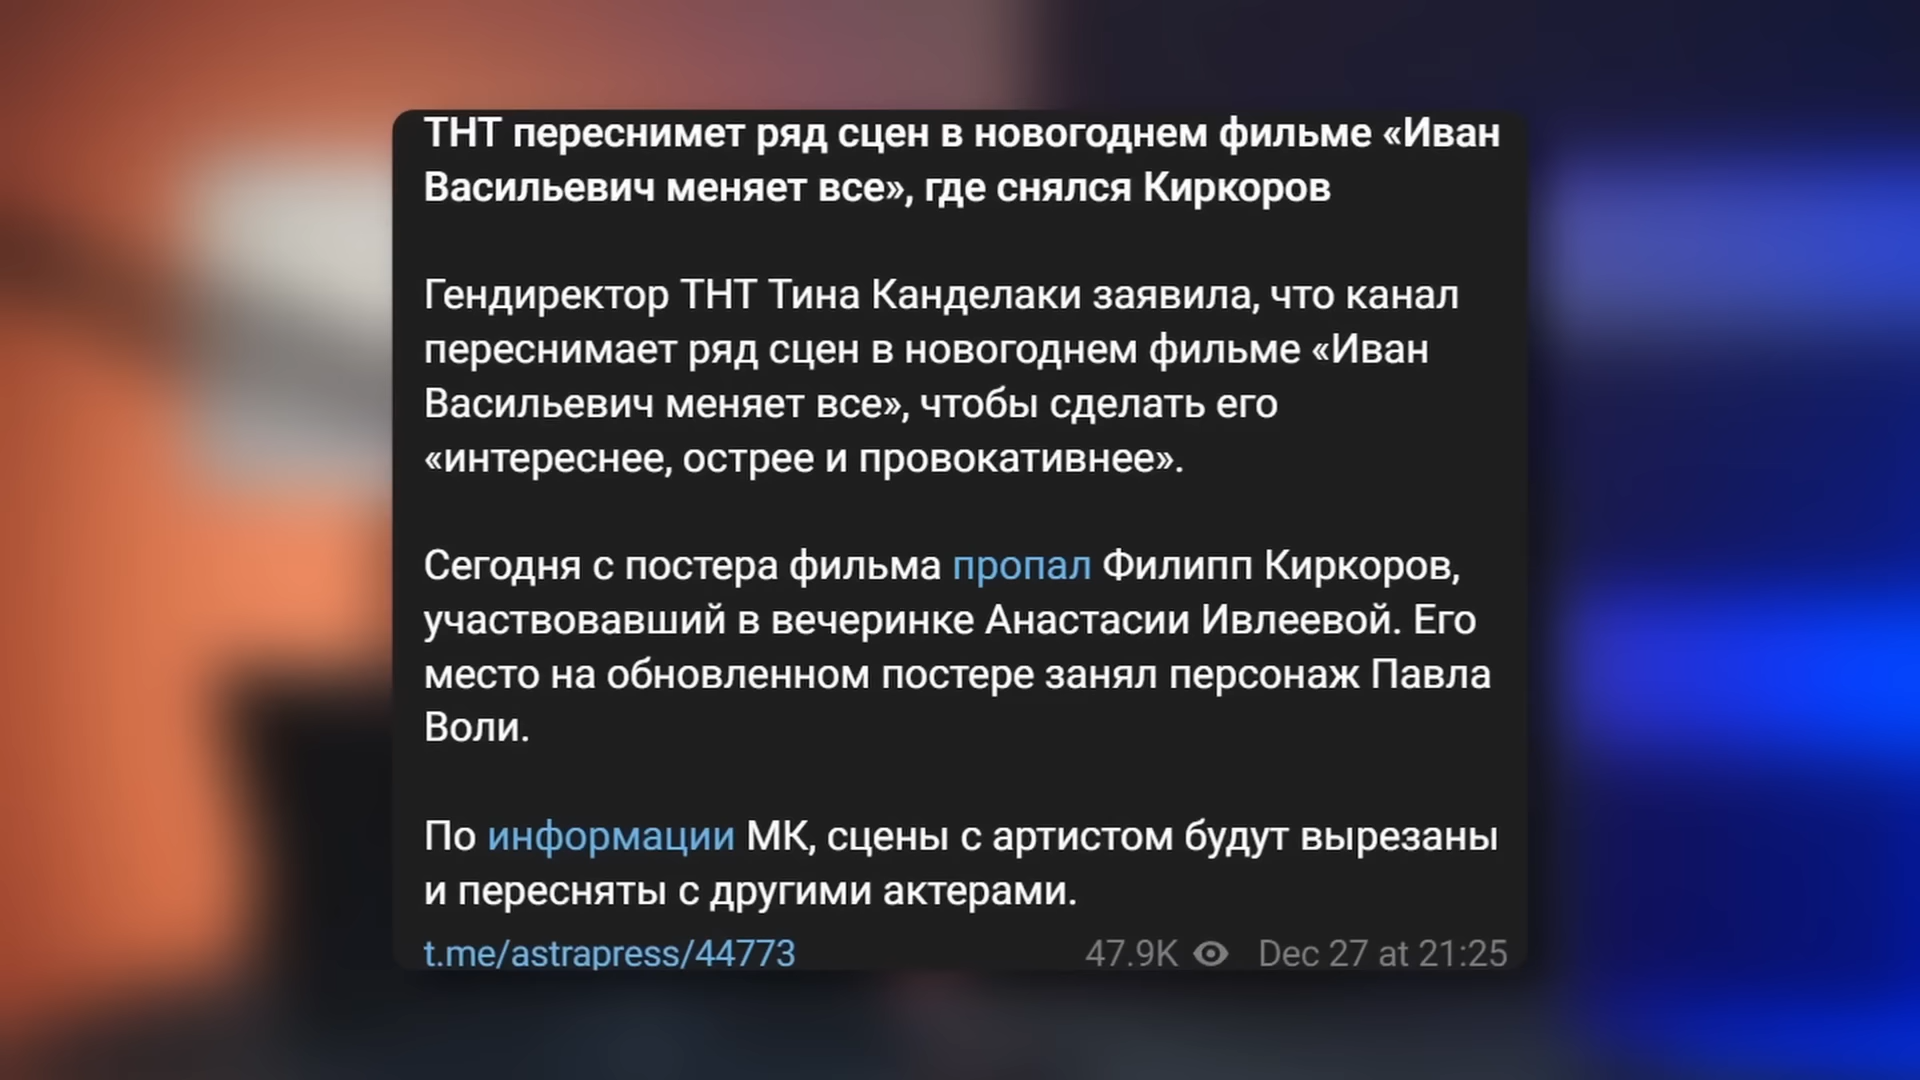 ТНТ переснимет ряд сцен в новогоднем фильме «Иван
Васильевич меняет все», где снялся Киркоров
Гендиректор ТНТ Тина Канделаки заявила, что канал
переснимает ряд сцен в новогоднем фильме «Иван
Васильевич меняет все», чтобы сделать его
«интереснее, острее и провокативнее».
Сегодня с постера фильма пропал Филипп Киркоров,
участвовавший в вечеринке Анастасии Ивлеевой. Его
место на обновленном постере занял персонаж Павла
Воли.
По информации МК, сцены с артистом будут вырезаны
и пересняты с другими актерами.
t.me/astrapress/44773 47.9K Dec 27 at 21:25